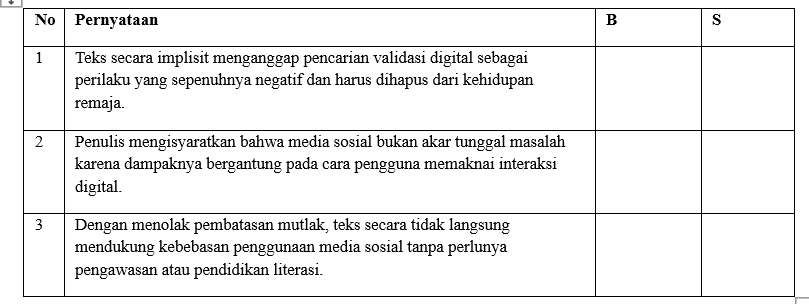 No Pernyataan B S
1 Teks secara implisit menganggap pencarian validasi digital sebagai
perilaku yang sepenuhnya negatif dan harus dihapus dari kehidupan
remaja.
2 Penulis mengisyaratkan bahwa media sosial bukan akar tunggal masalah
karena dampaknya bergantung pada cara pengguna memaknai interaksi
digital.
3 Dengan menolak pembatasan mutlak, teks secara tidak langsung
mendukung kebebasan penggunaan media sosial tanpa perlunya
pengawasan atau pendidikan literasi.